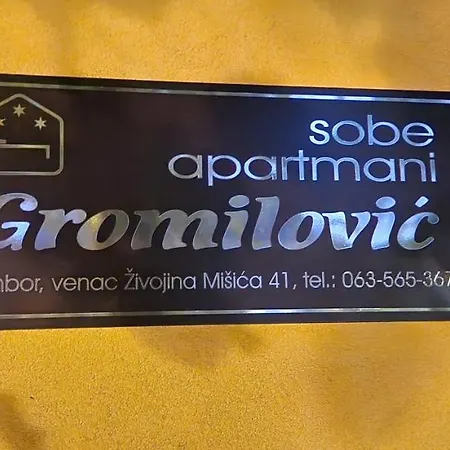 sobe
apartmani
Gromilović
mbor, venac Živojina Mišića 41, tel.: 063-565-367